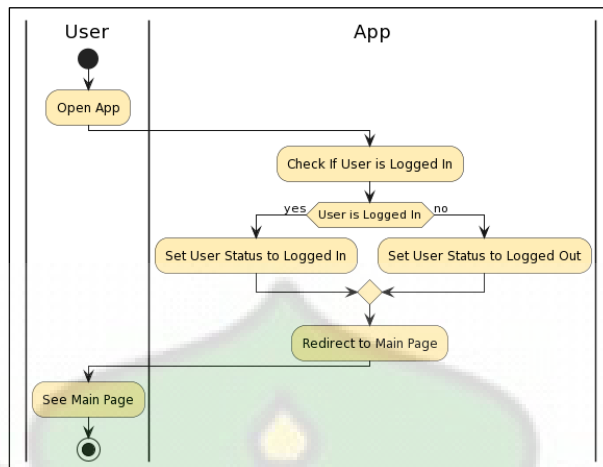 User
App
Open App
Check If User is Logged In
yes
User is Logged In
no
Set User Status to Logged In
Set User Status to Logged Out
Redirect to Main Page
See Main Page